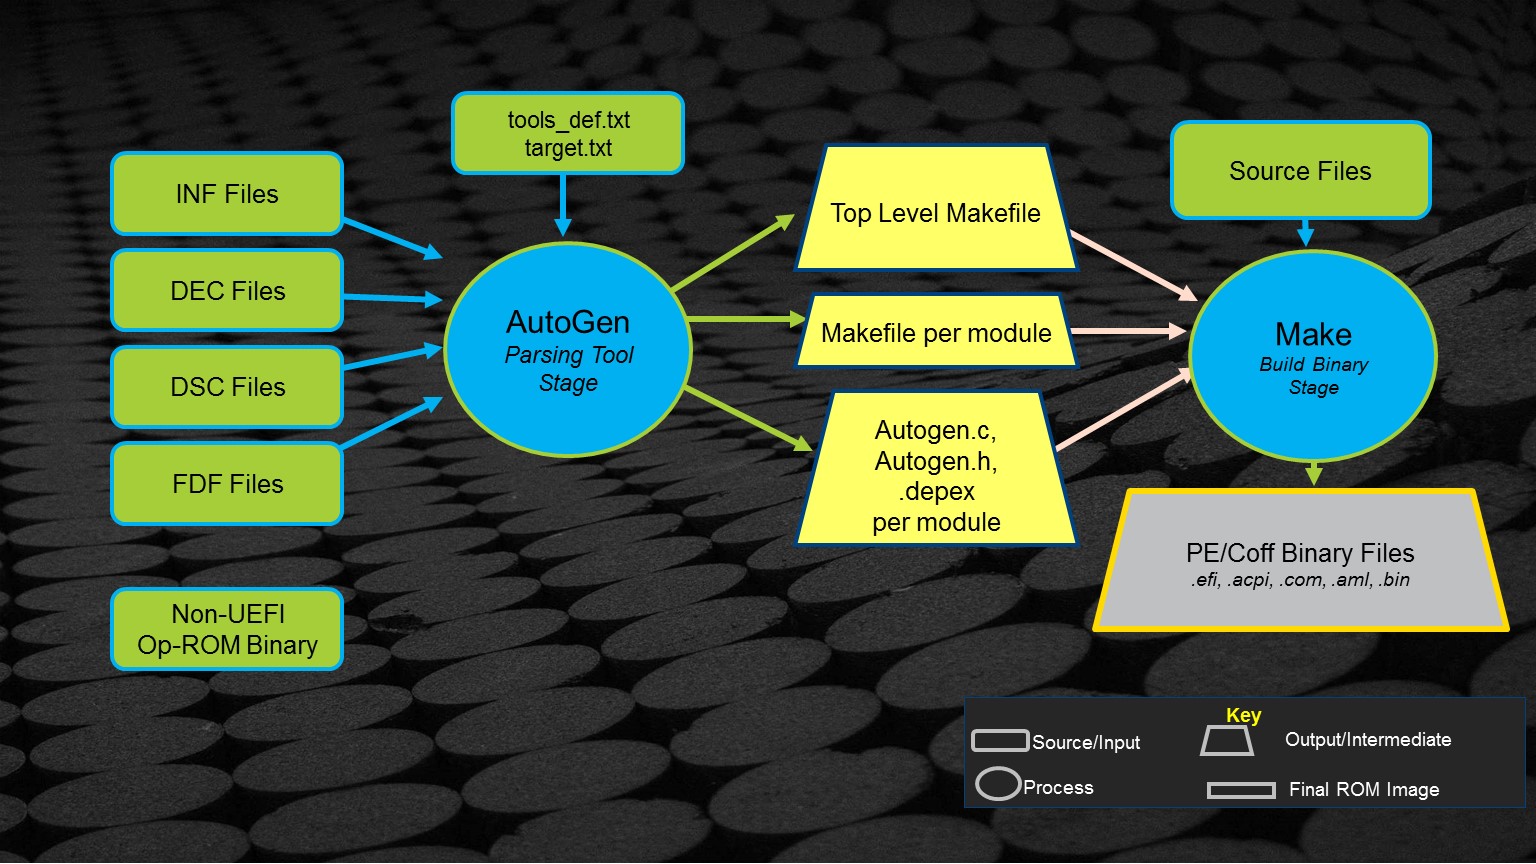 tools_def.txt
target.txt
INF Files
DEC Files
DSC Files
FDF Files
Non-UEFI
Op-ROM Binary
AutoGen
Parsing Tool
Stage
Top Level Makefile
Makefile per module
Autogen.c,
Autogen.h,
.depex
per module
Source Files
Make
Build Binary
Stage
PE/Coff Binary Files
.efi, .acpi, .com, .aml, .bin
Key
Source/Input
Output/Intermediate
Process
Final ROM Image